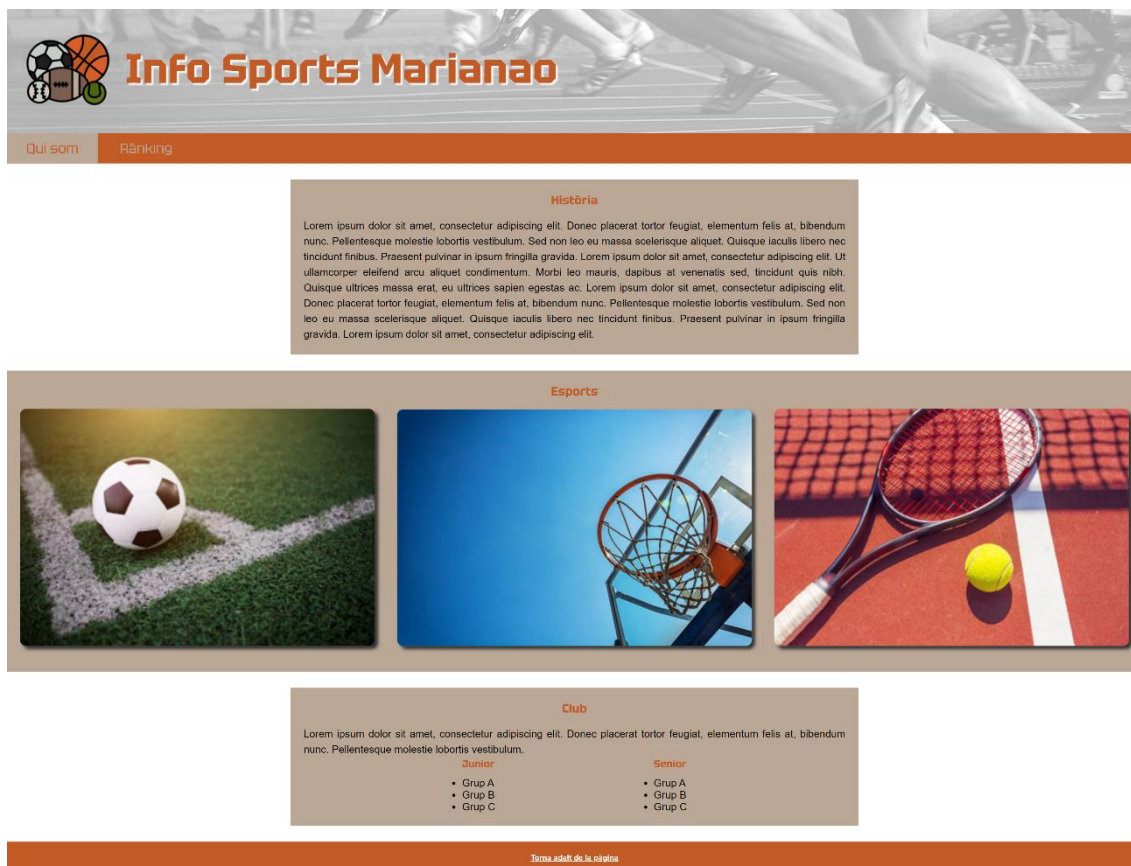 Info Sports Marianao
Qui som
Rànking
Història
Lorem ipsum dolor sit amet, consectetur adipiscing elit. Donec placerat tortor feugiat, elementum felis at, bibendum
nunc. Pellentesque molestie lobortis vestibulum. Sed non leo eu massa scelerisque aliquet. Quisque iaculis libero nec
tincidunt finibus. Praesent pulvinar in ipsum fringilla gravida. Lorem ipsum dolor sit amet, consectetur adipiscing elit. Ut
ullamcorper eleifend arcu aliquet condimentum. Morbi leo mauris, dapibus at venenatis sed, tincidunt quis nibh.
Quisque ultrices massa erat, eu ultrices sapien egestas ac. Lorem ipsum dolor sit amet, consectetur adipiscing elit.
Donec placerat tortor feugiat, elementum felis at, bibendum nunc. Pellentesque molestie lobortis vestibulum. Sed non
leo eu massa scelerisque aliquet. Quisque iaculis libero nec tincidunt finibus. Praesent pulvinar in ipsum fringilla
gravida. Lorem ipsum dolor sit amet, consectetur adipiscing elit.
Esports
Club
Lorem ipsum dolor sit amet, consectetur adipiscing elit. Donec placerat tortor feugiat, elementum felis at, bibendum
nunc. Pellentesque molestie lobortis vestibulum.
Junior
• Grup A
• Grup B
• Grup C
Senior
• Grup A
• Grup B
• Grup C
Torna adalt de la pàgina